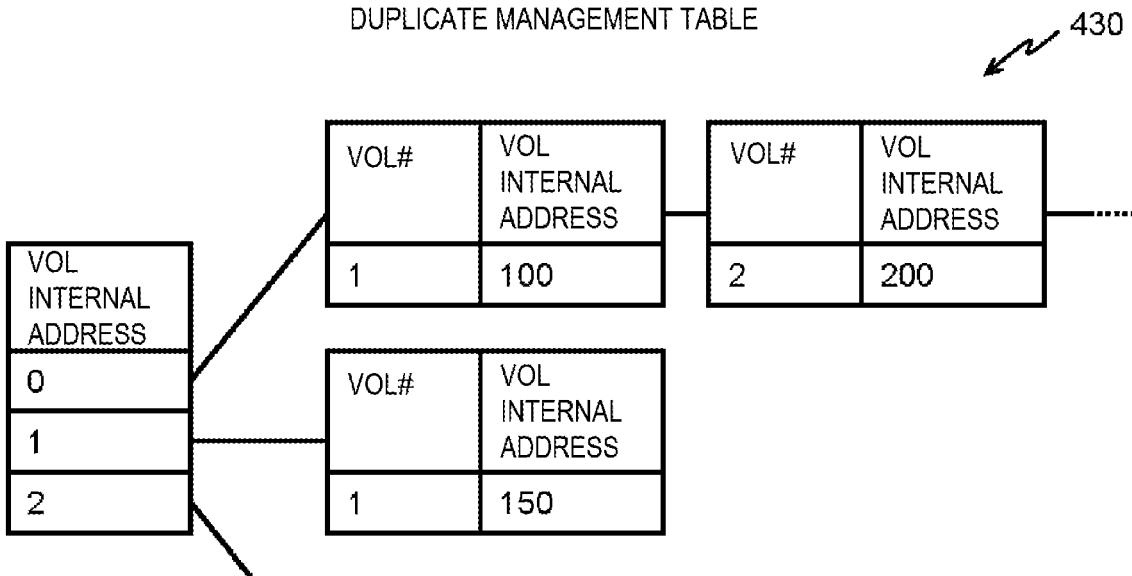 DUPLICATE MANAGEMENT TABLE
430
VOL#
VOL
INTERNAL
ADDRESS
1
100
VOL#
VOL
INTERNAL
ADDRESS
2
200
VOL
INTERNAL
ADDRESS
0
1
2
VOL#
VOL
INTERNAL
ADDRESS
1
150